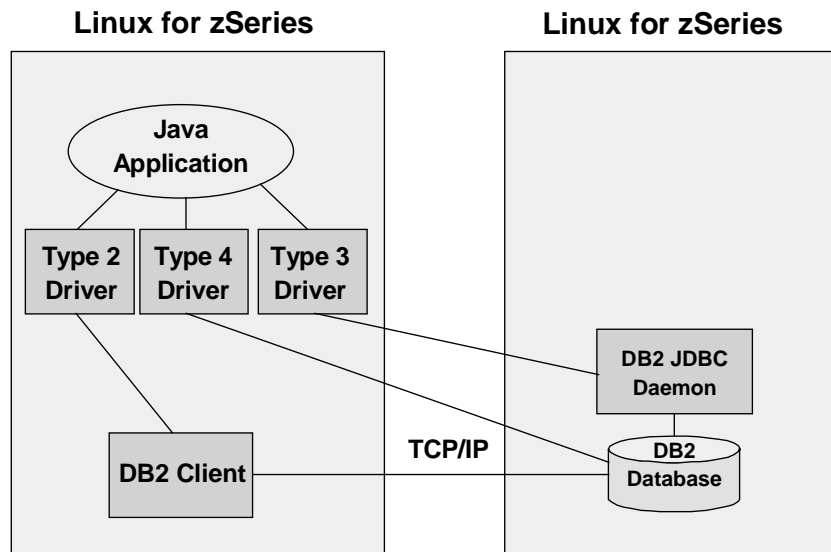 Linux for zSeries
Linux for zSeries
Java
Application
Type 2
Driver
Type 4
Driver
Type 3
Driver
DB2 JDBC
Daemon
DB2 Client
TCP/IP
DB2
Database